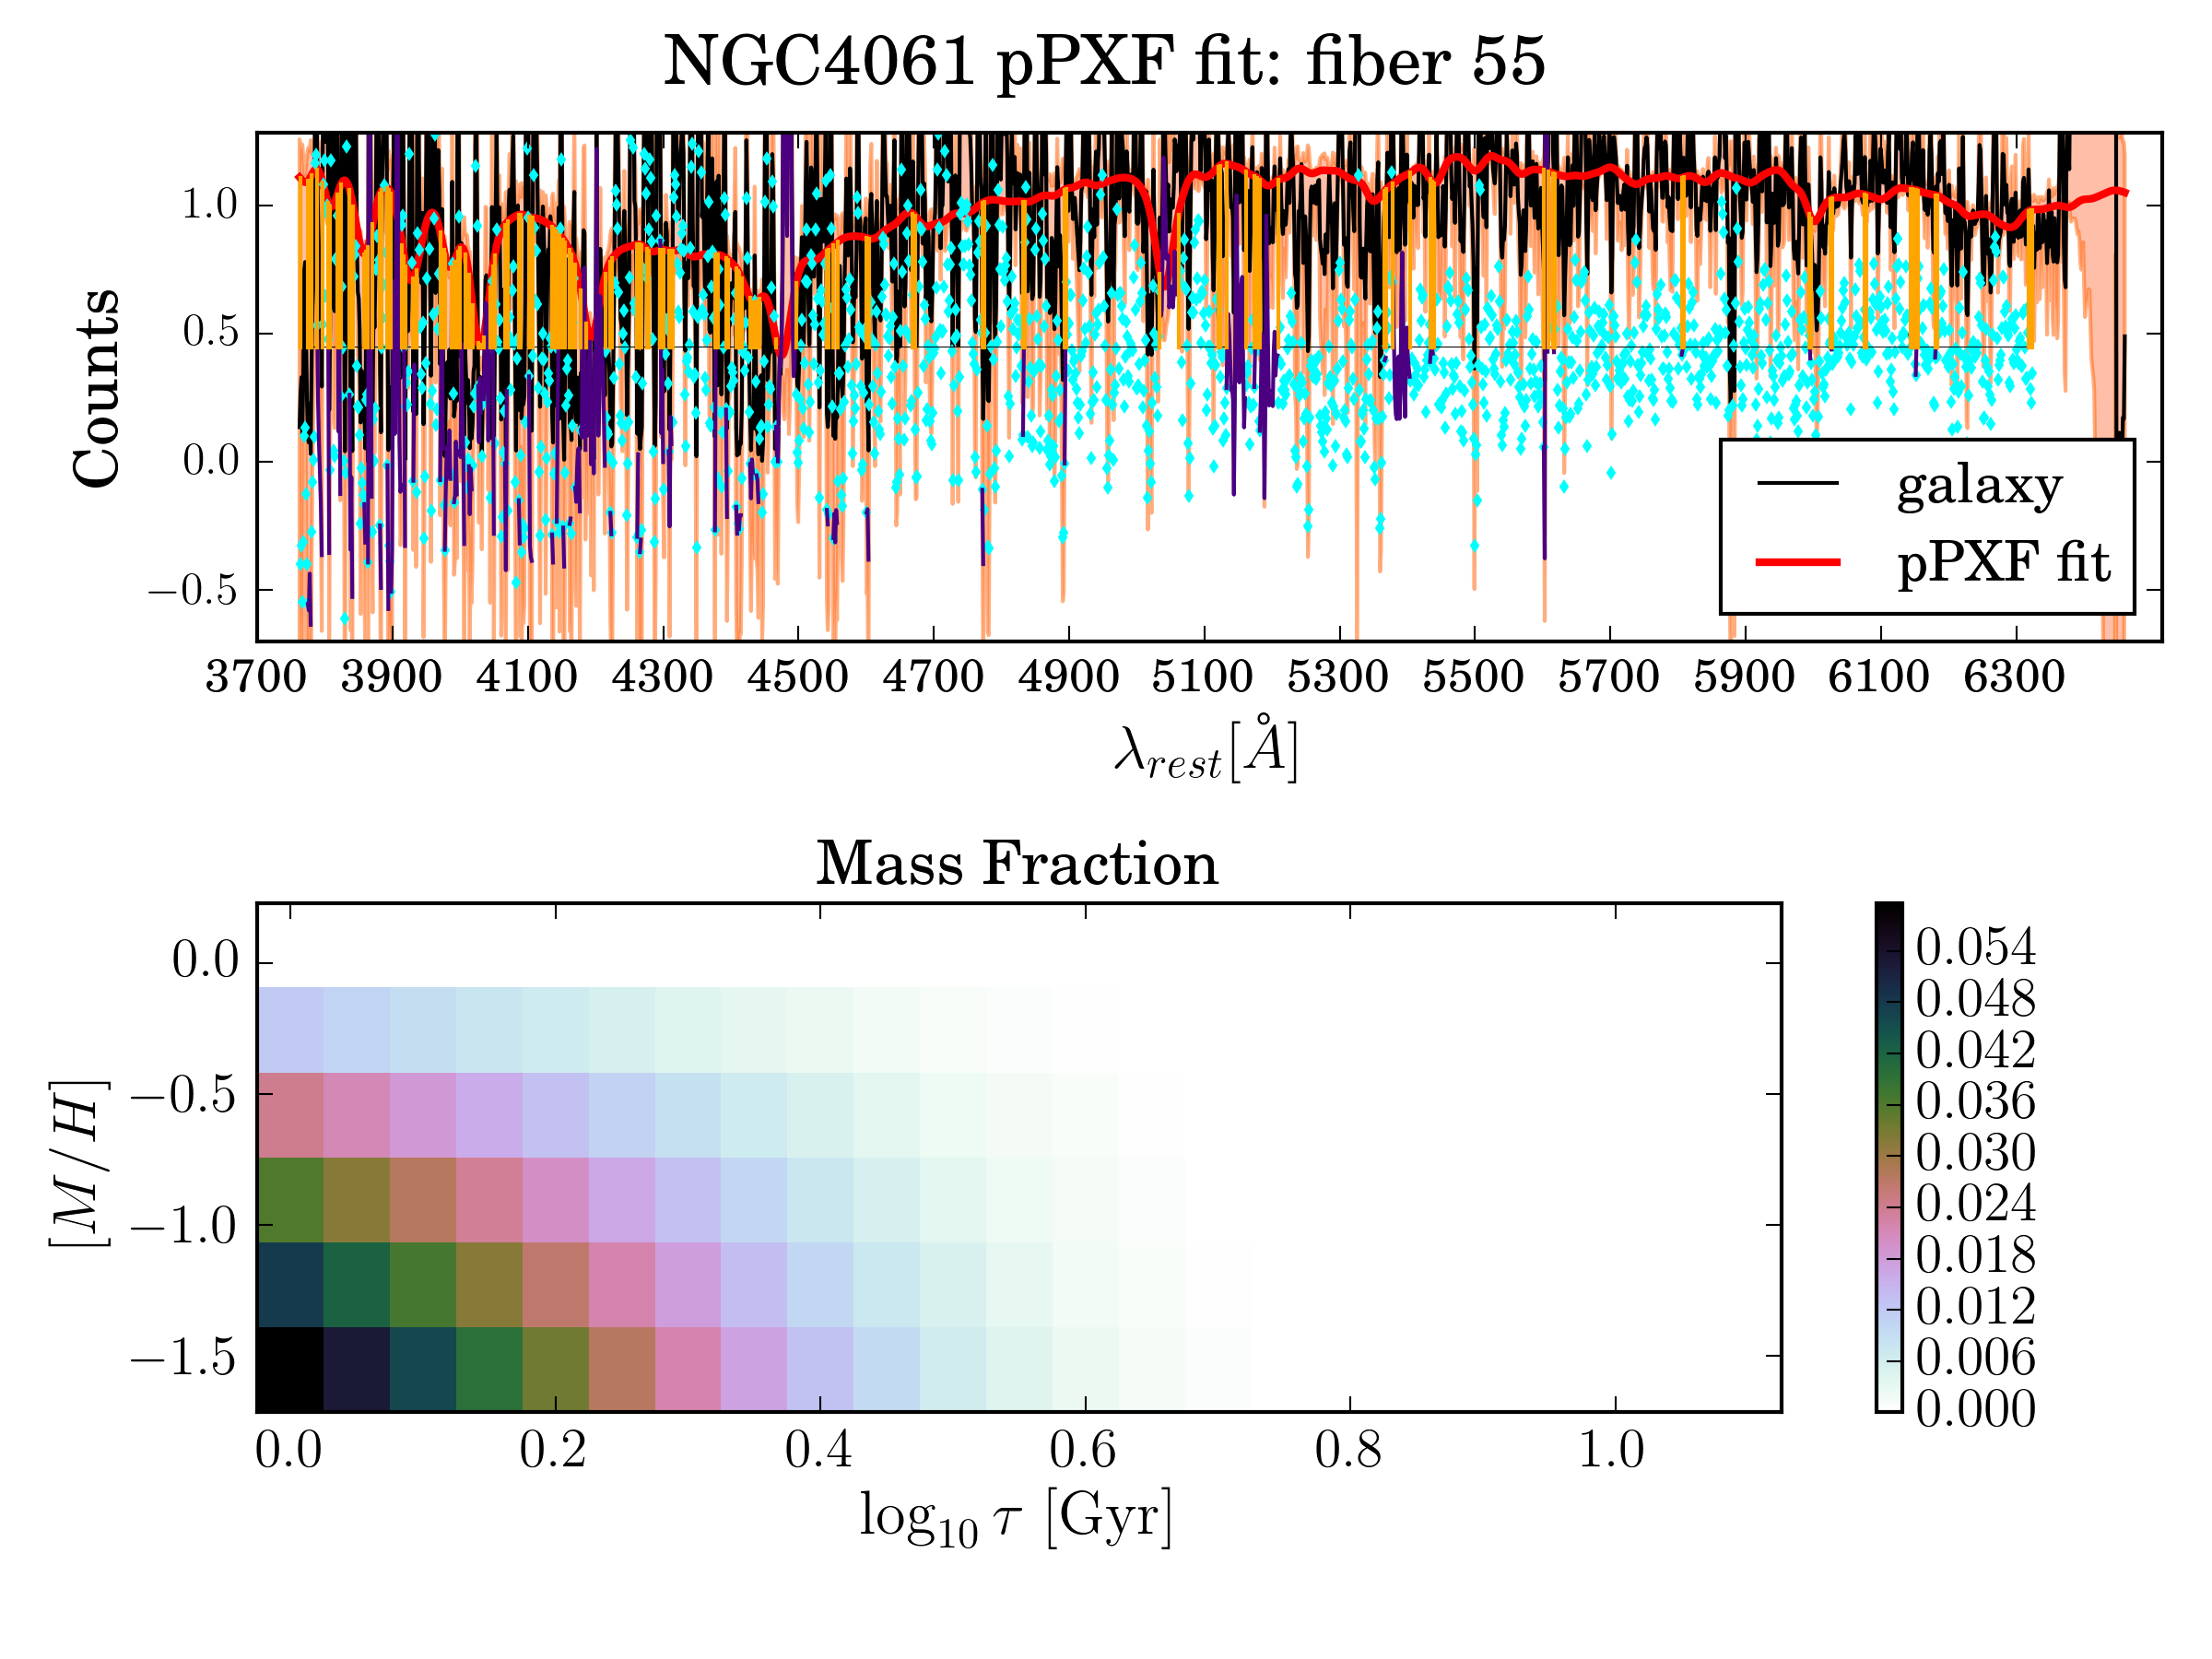 NGC4061 pPXF fit: fiber 55
Counts
1.0
0.5
0.0
−0.5
galaxy
pPXF fit
3700 3900 4100 4300 4500 4700 4900 5100 5300 5500 5700 5900 6100 6300
λ_rest[Å]
Mass Fraction
[M/H]
0.0
−0.5
−1.0
−1.5
0.0 0.2 0.4 0.6 0.8 1.0
log₁₀ τ [Gyr]
0.054
0.048
0.042
0.036
0.030
0.024
0.018
0.012
0.006
0.000